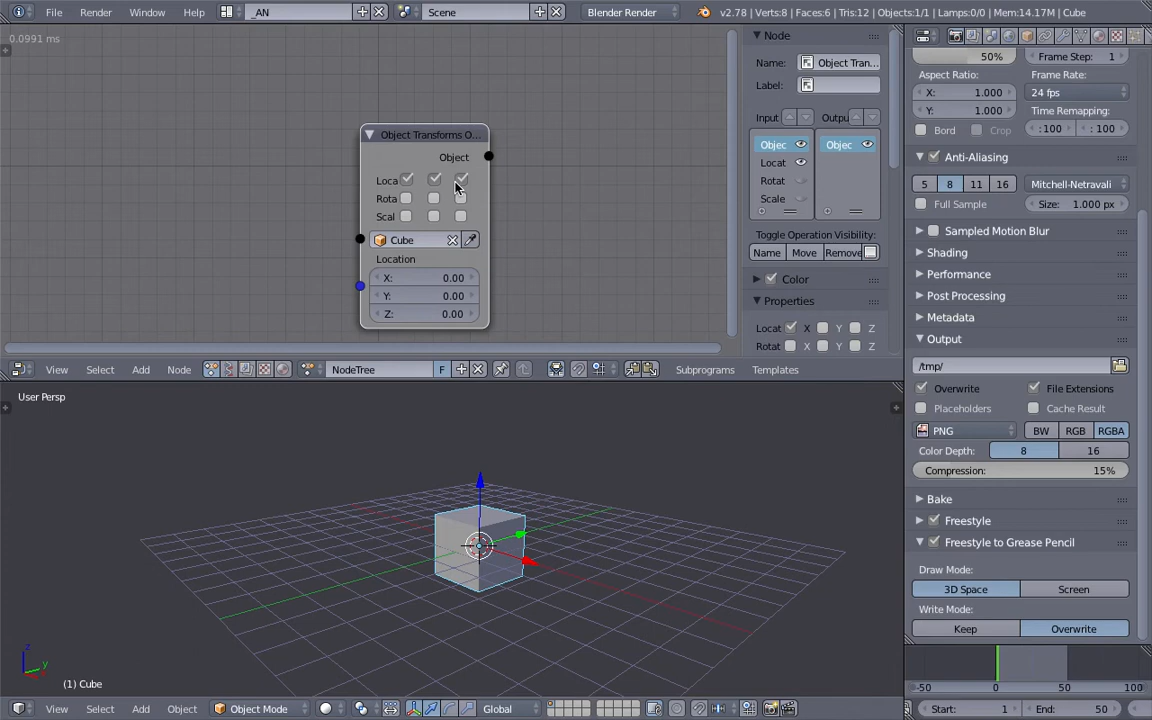 File Render Window Help _AN Scene Blender Render v2.78 | Verts:8 | Faces:6 | Tris:12 | Objects:1/1 | Lamps:0/0 | Mem:14.17M | Cube
0.0991 ms
Object Transforms O...
Object
Loca
Rota
Scal
Cube
Location
X: 0.00
Y: 0.00
Z: 0.00
Node
Name: Object Tran...
Label:
Input Outpu
Objec Objec
Locat
Rotat
Scale
Toggle Operation Visibility:
Name Move Remove
Color
Properties
Locat X Y Z
Rotat X Y Z
50% Frame Step: 1
Aspect Ratio: Frame Rate:
X: 1.000 24 fps
Y: 1.000 Time Remapping:
Bord Crop :100 :100
Anti-Aliasing
5 8 11 16 Mitchell-Netravali
Full Sample Size: 1.000 px
Sampled Motion Blur
Shading
Performance
Post Processing
Metadata
Output
/tmp/
Overwrite File Extensions
Placeholders Cache Result
PNG BW RGB RGBA
Color Depth: 8 16
Compression: 15%
Bake
Freestyle
Freestyle to Grease Pencil
Draw Mode:
3D Space Screen
Write Mode:
Keep Overwrite
View Select Add Node NodeTree F Subprograms Templates
User Persp
z
y
(1) Cube
View Select Add Object Object Mode Global
-50 0 50 100
Start: 1 End: 50